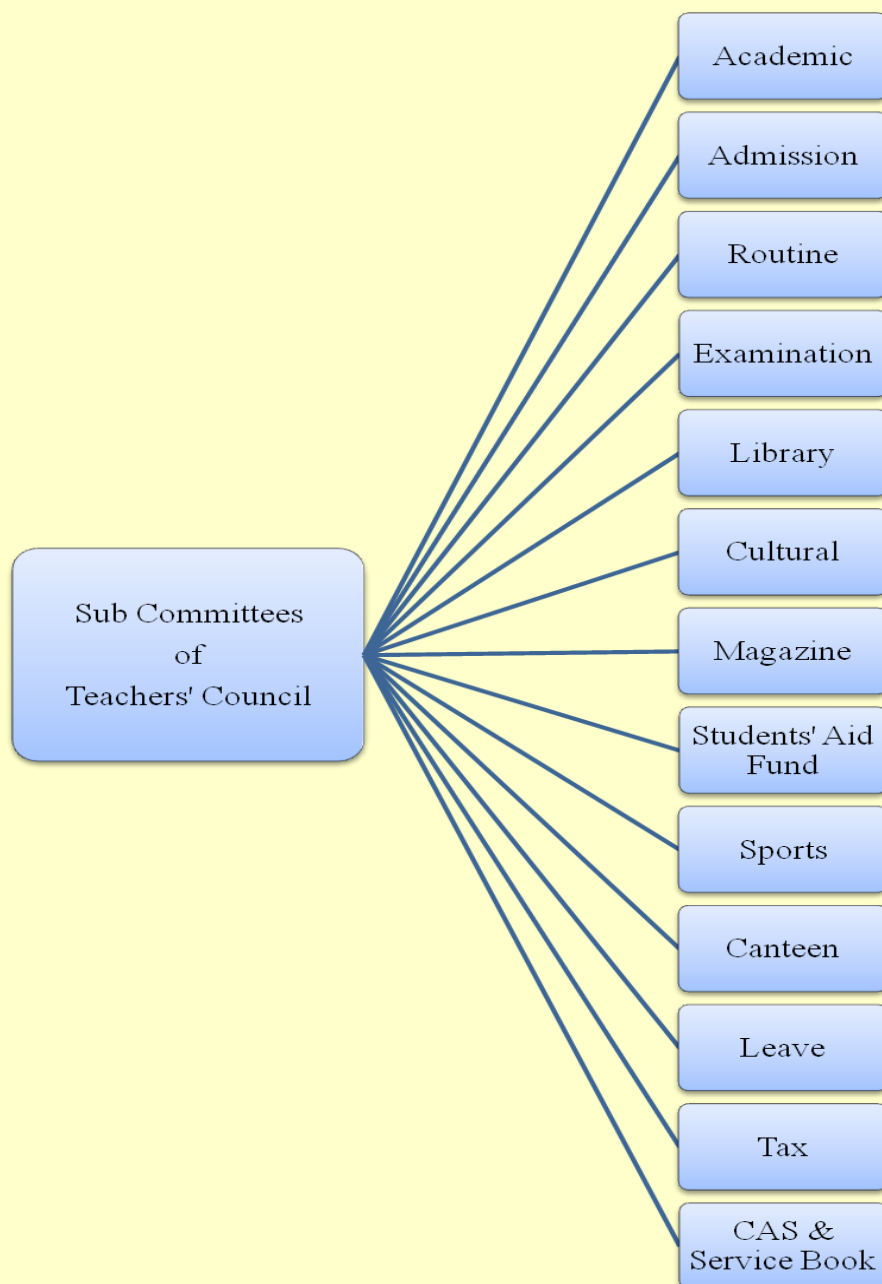 Academic
Admission
Routine
Examination
Library
Cultural
Sub Committees
of
Teachers' Council
Magazine
Students' Aid
Fund
Sports
Canteen
Leave
Tax
CAS &
Service Book